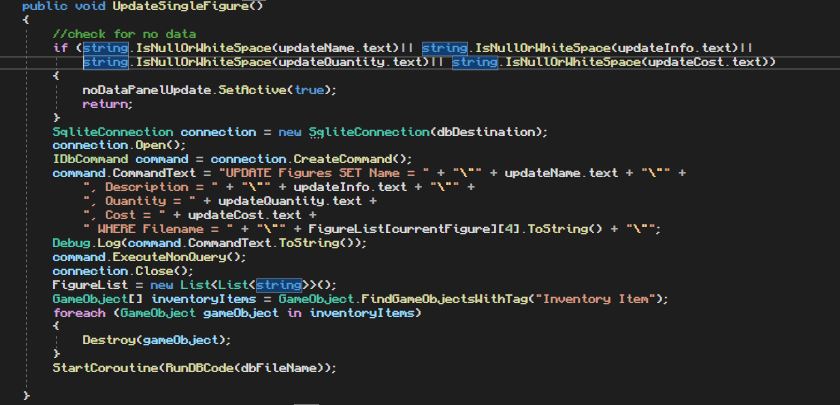 public void UpdateSingleFigure()
{
//check for no data
if (string.IsNullOrWhiteSpace(updateName.text)|| string.IsNullOrWhiteSpace(updateInfo.text)||
string.IsNullOrWhiteSpace(updateQuantity.text)|| string.IsNullOrWhiteSpace(updateCost.text))
{
noDataPanelUpdate.SetActive(true);
return;
}
SqliteConnection connection = new SqliteConnection(dbDestination);
connection.Open();
IDbCommand command = connection.CreateCommand();
command.CommandText = "UPDATE Figures SET Name = " + "\"" + updateName.text + "\"" +
", Description = " + "\"" + updateInfo.text + "\"" +
", Quantity = " + updateQuantity.text +
", Cost = " + updateCost.text +
" WHERE Filename = " + "\"" + FigureList[currentFigure][4].ToString() + "\"";
Debug.Log(command.CommandText.ToString());
command.ExecuteNonQuery();
connection.Close();
FigureList = new List<List<string>>();
GameObject[] inventoryItems = GameObject.FindGameObjectsWithTag("Inventory Item");
foreach (GameObject gameObject in inventoryItems)
{
Destroy(gameObject);
}
StartCoroutine(RunDBCode(dbFileName));
}